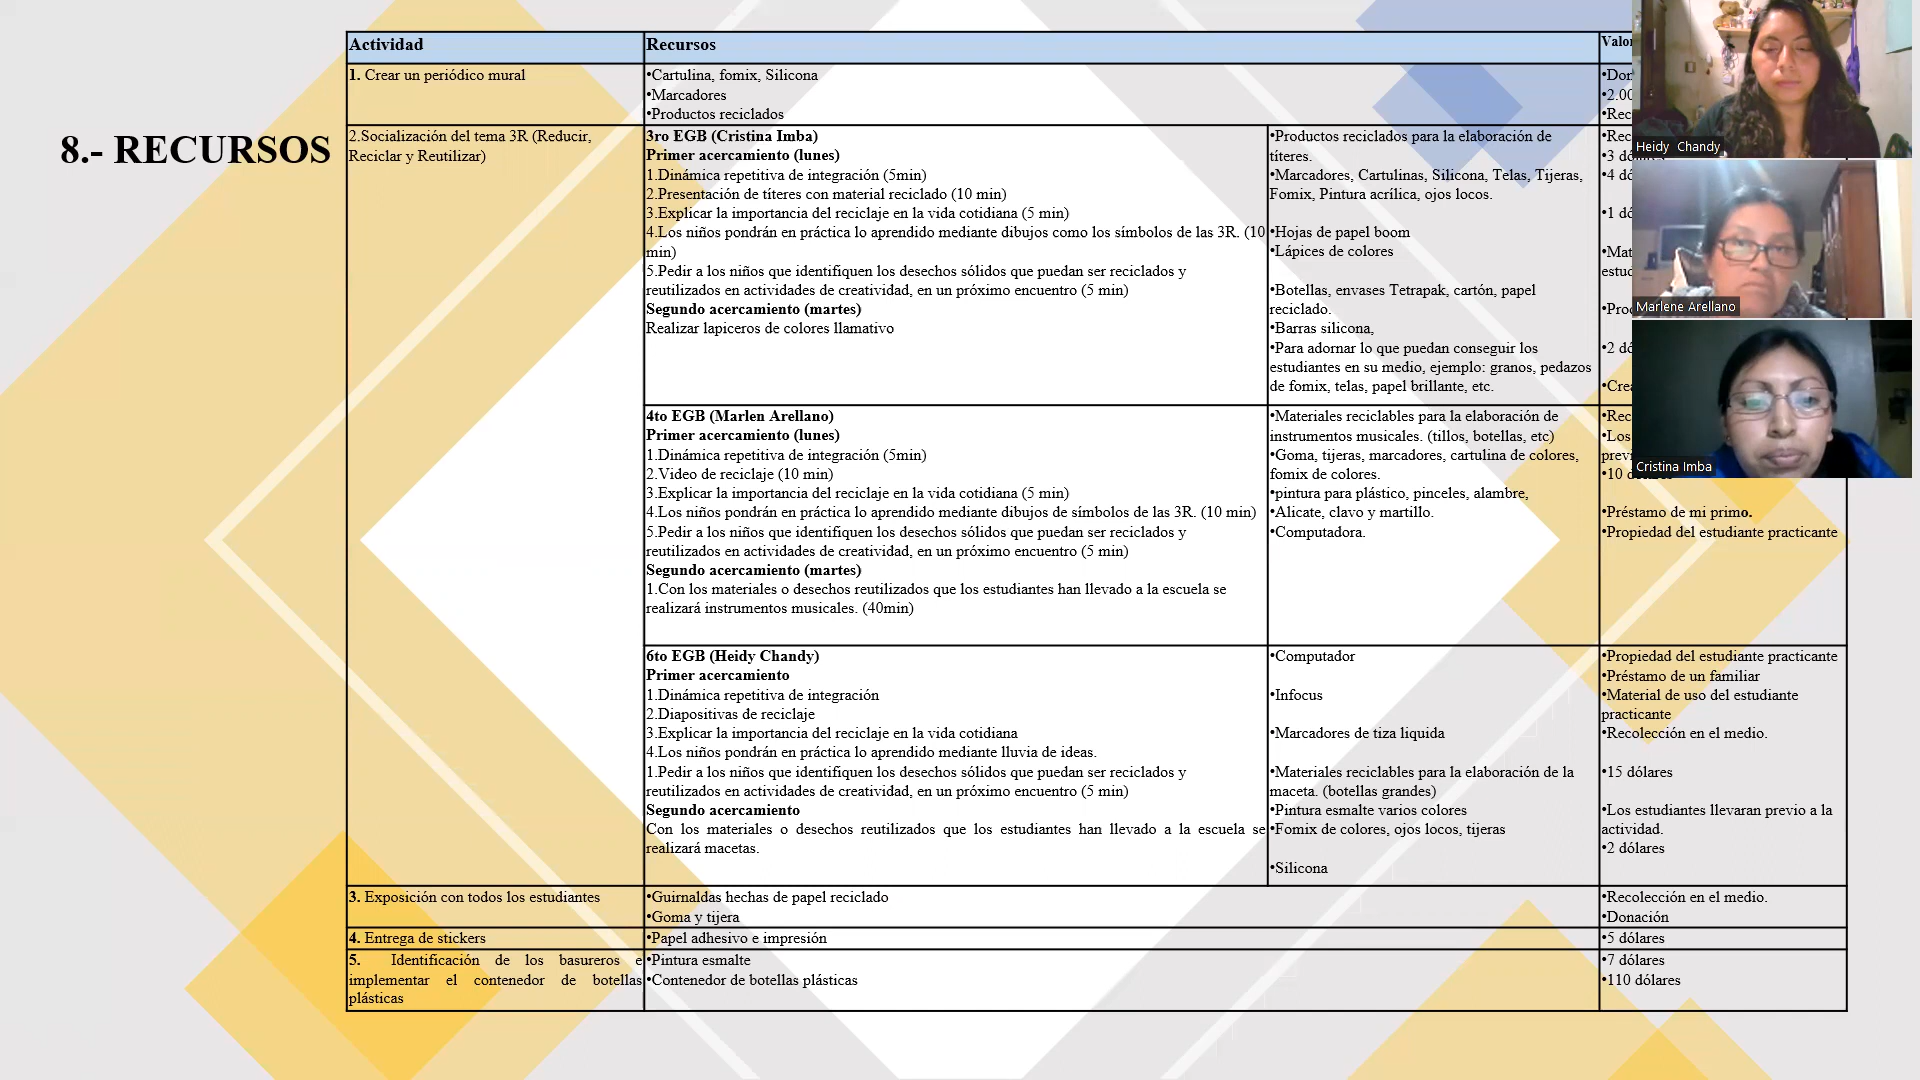 8.- RECURSOS
Actividad
Recursos
1. Crear un periódico mural
•Cartulina, fomix, Silicona
•Marcadores
•Productos reciclados
•2.00
2.Socialización del tema 3R (Reducir,
Reciclar y Reutilizar)
3ro EGB (Cristina Imba)
Primer acercamiento (lunes)
1.Dinámica repetitiva de integración (5min)
2.Presentación de títeres con material reciclado (10 min)
3.Explicar la importancia del reciclaje en la vida cotidiana (5 min)
4.Los niños pondrán en práctica lo aprendido mediante dibujos como los símbolos de las 3R. (10
min)
5.Pedir a los niños que identifiquen los desechos sólidos que puedan ser reciclados y
reutilizados en actividades de creatividad, en un próximo encuentro (5 min)
Segundo acercamiento (martes)
Realizar lapiceros de colores llamativo
•Productos reciclados para la elaboración de
títeres.
•Marcadores, Cartulinas, Silicona, Telas, Tijeras,
Fomix, Pintura acrílica, ojos locos.
•Hojas de papel boom
•Lápices de colores
•Botellas, envases Tetrapak, cartón, papel
reciclado.
•Barras silicona,
•Para adornar lo que puedan conseguir los
estudiantes en su medio, ejemplo: granos, pedazos
de fomix, telas, papel brillante, etc.
•3
•4
•1
•2
4to EGB (Marlen Arellano)
Primer acercamiento (lunes)
1.Dinámica repetitiva de integración (5min)
2.Video de reciclaje (10 min)
3.Explicar la importancia del reciclaje en la vida cotidiana (5 min)
4.Los niños pondrán en práctica lo aprendido mediante dibujos de símbolos de las 3R. (10 min)
5.Pedir a los niños que identifiquen los desechos sólidos que puedan ser reciclados y
reutilizados en actividades de creatividad, en un próximo encuentro (5 min)
Segundo acercamiento (martes)
1.Con los materiales o desechos reutilizados que los estudiantes han llevado a la escuela se
realizará instrumentos musicales. (40min)
•Materiales reciclables para la elaboración de
instrumentos musicales. (tillos, botellas, etc)
•Goma, tijeras, marcadores, cartulina de colores,
fomix de colores.
•pintura para plástico, pinceles, alambre,
•Alicate, clavo y martillo.
•Computadora.
•Los
•10
•Préstamo de mi primo.
•Propiedad del estudiante practicante
6to EGB (Heidy Chandy)
Primer acercamiento
1.Dinámica repetitiva de integración
2.Diapositivas de reciclaje
3.Explicar la importancia del reciclaje en la vida cotidiana
4.Los niños pondrán en práctica lo aprendido mediante lluvia de ideas.
1.Pedir a los niños que identifiquen los desechos sólidos que puedan ser reciclados y
reutilizados en actividades de creatividad, en un próximo encuentro (5 min)
Segundo acercamiento
Con los materiales o desechos reutilizados que los estudiantes han llevado a la escuela se
realizará macetas.
•Computador
•Infocus
•Marcadores de tiza liquida
•Materiales reciclables para la elaboración de la
maceta. (botellas grandes)
•Pintura esmalte varios colores
•Fomix de colores, ojos locos, tijeras
•Silicona
•Propiedad del estudiante practicante
•Préstamo de un familiar
•Material de uso del estudiante
practicante
•Recolección en el medio.
•15 dólares
•Los estudiantes llevaran previo a la
actividad.
•2 dólares
3. Exposición con todos los estudiantes
•Guirnaldas hechas de papel reciclado
•Goma y tijera
•Recolección en el medio.
•Donación
4. Entrega de stickers
•Papel adhesivo e impresión
•5 dólares
5. Identificación de los basureros e
implementar el contenedor de botellas
plásticas
•Pintura esmalte
•Contenedor de botellas plásticas
•7 dólares
•110 dólares
Heidy Chandy
Marlene Arellano
Cristina Imba